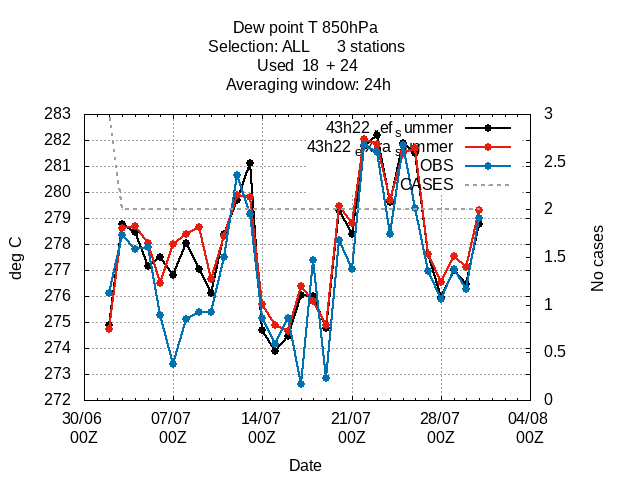 Dew point T 850hPa
Selection: ALL 3 stations
Used 18 + 24
Averaging window: 24h
283 3
282 43h22 efsummer
281 2.5
OBS
280 CASES
279 2
278
277 1.5
276 1
275
274 0.5
273
272 0
deg C
No cases
30/06 07/07 14/07 21/07 28/07 04/08
00Z 00Z 00Z 00Z 00Z 00Z
Date